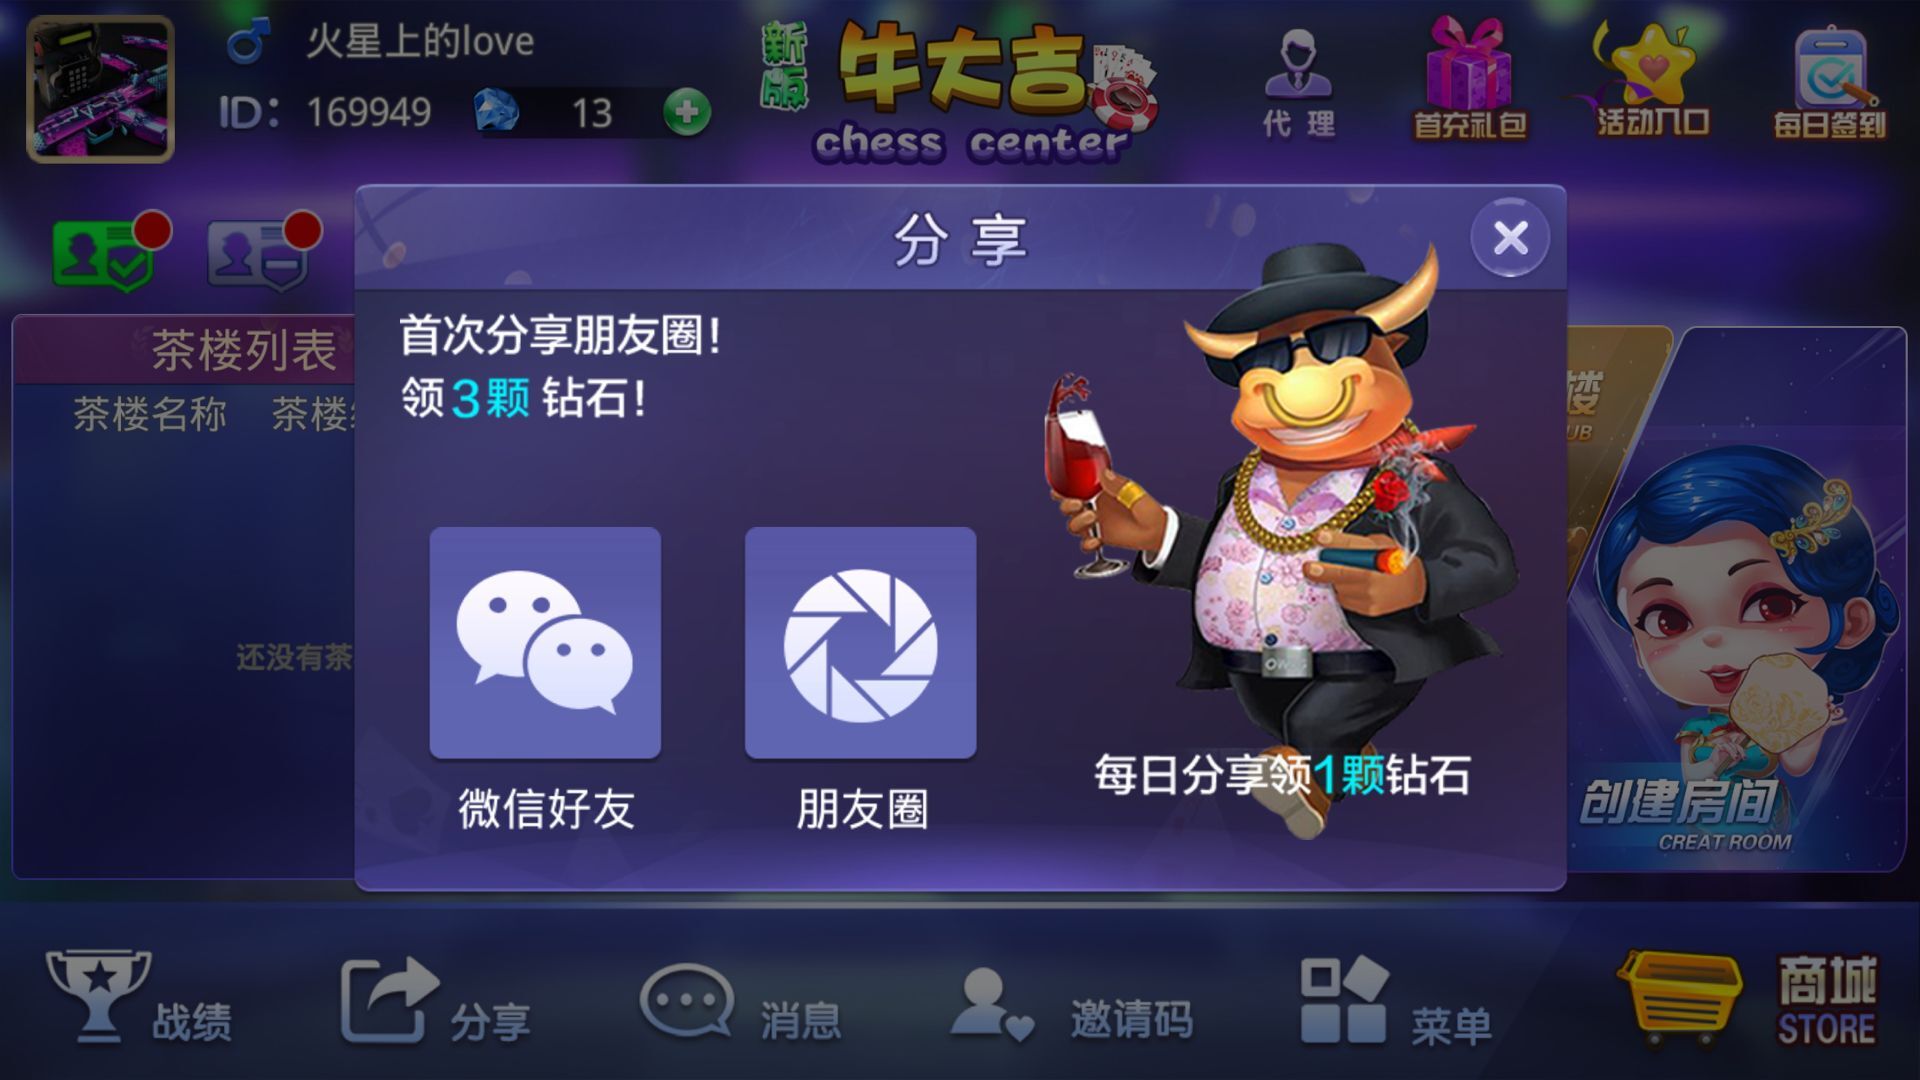 火星上的love
ID： 169949
13
新版
牛大吉
chess center
代理
首充礼包
活动入口
每日签到
分享
首次分享朋友圈！
领3颗钻石！
茶楼列表
茶楼名称 茶楼
还没有茶
楼
UB
微信好友
朋友圈
每日分享领1颗钻石
创建房间
CREAT ROOM
战绩
分享
消息
邀请码
菜单
商城
STORE